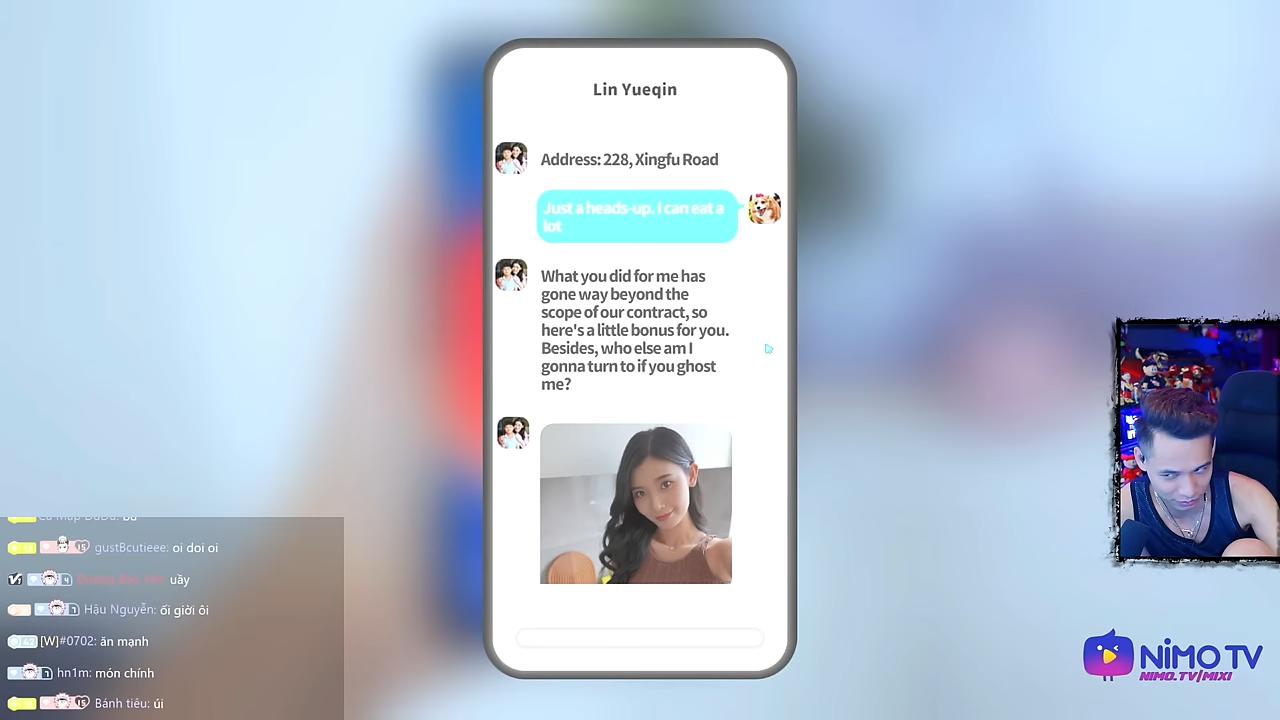 Lin Yueqin
Address: 228, Xingfu Road
Just a heads-up. I can eat a
lot
What you did for me has
gone way beyond the
scope of our contract, so
here's a little bonus for you.
Besides, who else am I
gonna turn to if you ghost
me?
gustBcutieee: oi doi oi
uầy
Hậu Nguyễn: ối giời ôi
[W]#0702: ăn mạnh
hn1m: món chính
Bánh tiêu: úi
NIMO TV
NIMO.TV/MIXI